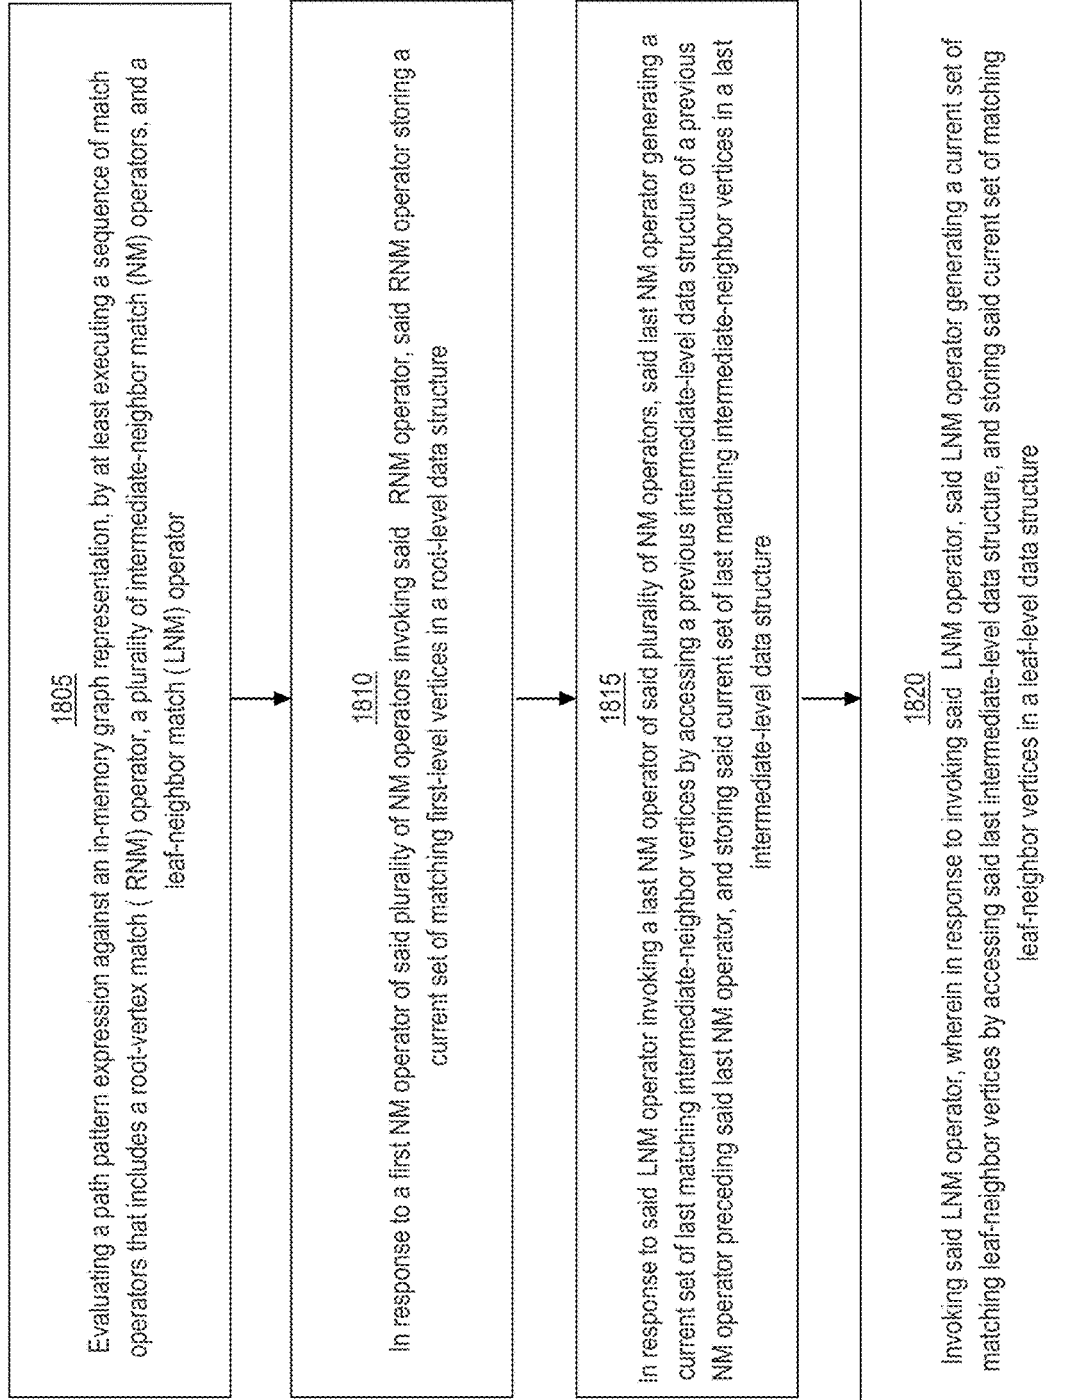 1805
Evaluating a path pattern expression against an in-memory graph representation, by at least executing a sequence of match
operators that includes a root-vertex match ( RNM) operator, a plurality of intermediate-neighbor match (NM) operators, and a
leaf-neighbor match ( LNM) operator
1810
In response to a first NM operator of said plurality of NM operators invoking said RNM operator, said RNM operator storing a
current set of matching first-level vertices in a root-level data structure
1815
In response to said LNM operator invoking a last NM operator of said plurality of NM operators, said last NM operator generating a
current set of last matching intermediate-neighbor vertices by accessing a previous intermediate-level data structure of a previous
NM operator preceding said last NM operator, and storing said current set of last matching intermediate-neighbor vertices in a last
intermediate-level data structure
1820
Invoking said LNM operator, wherein in response to invoking said LNM operator, said LNM operator generating a current set of
matching leaf-neighbor vertices by accessing said last intermediate-level data structure, and storing said current set of matching
leaf-neighbor vertices in a leaf-level data structure